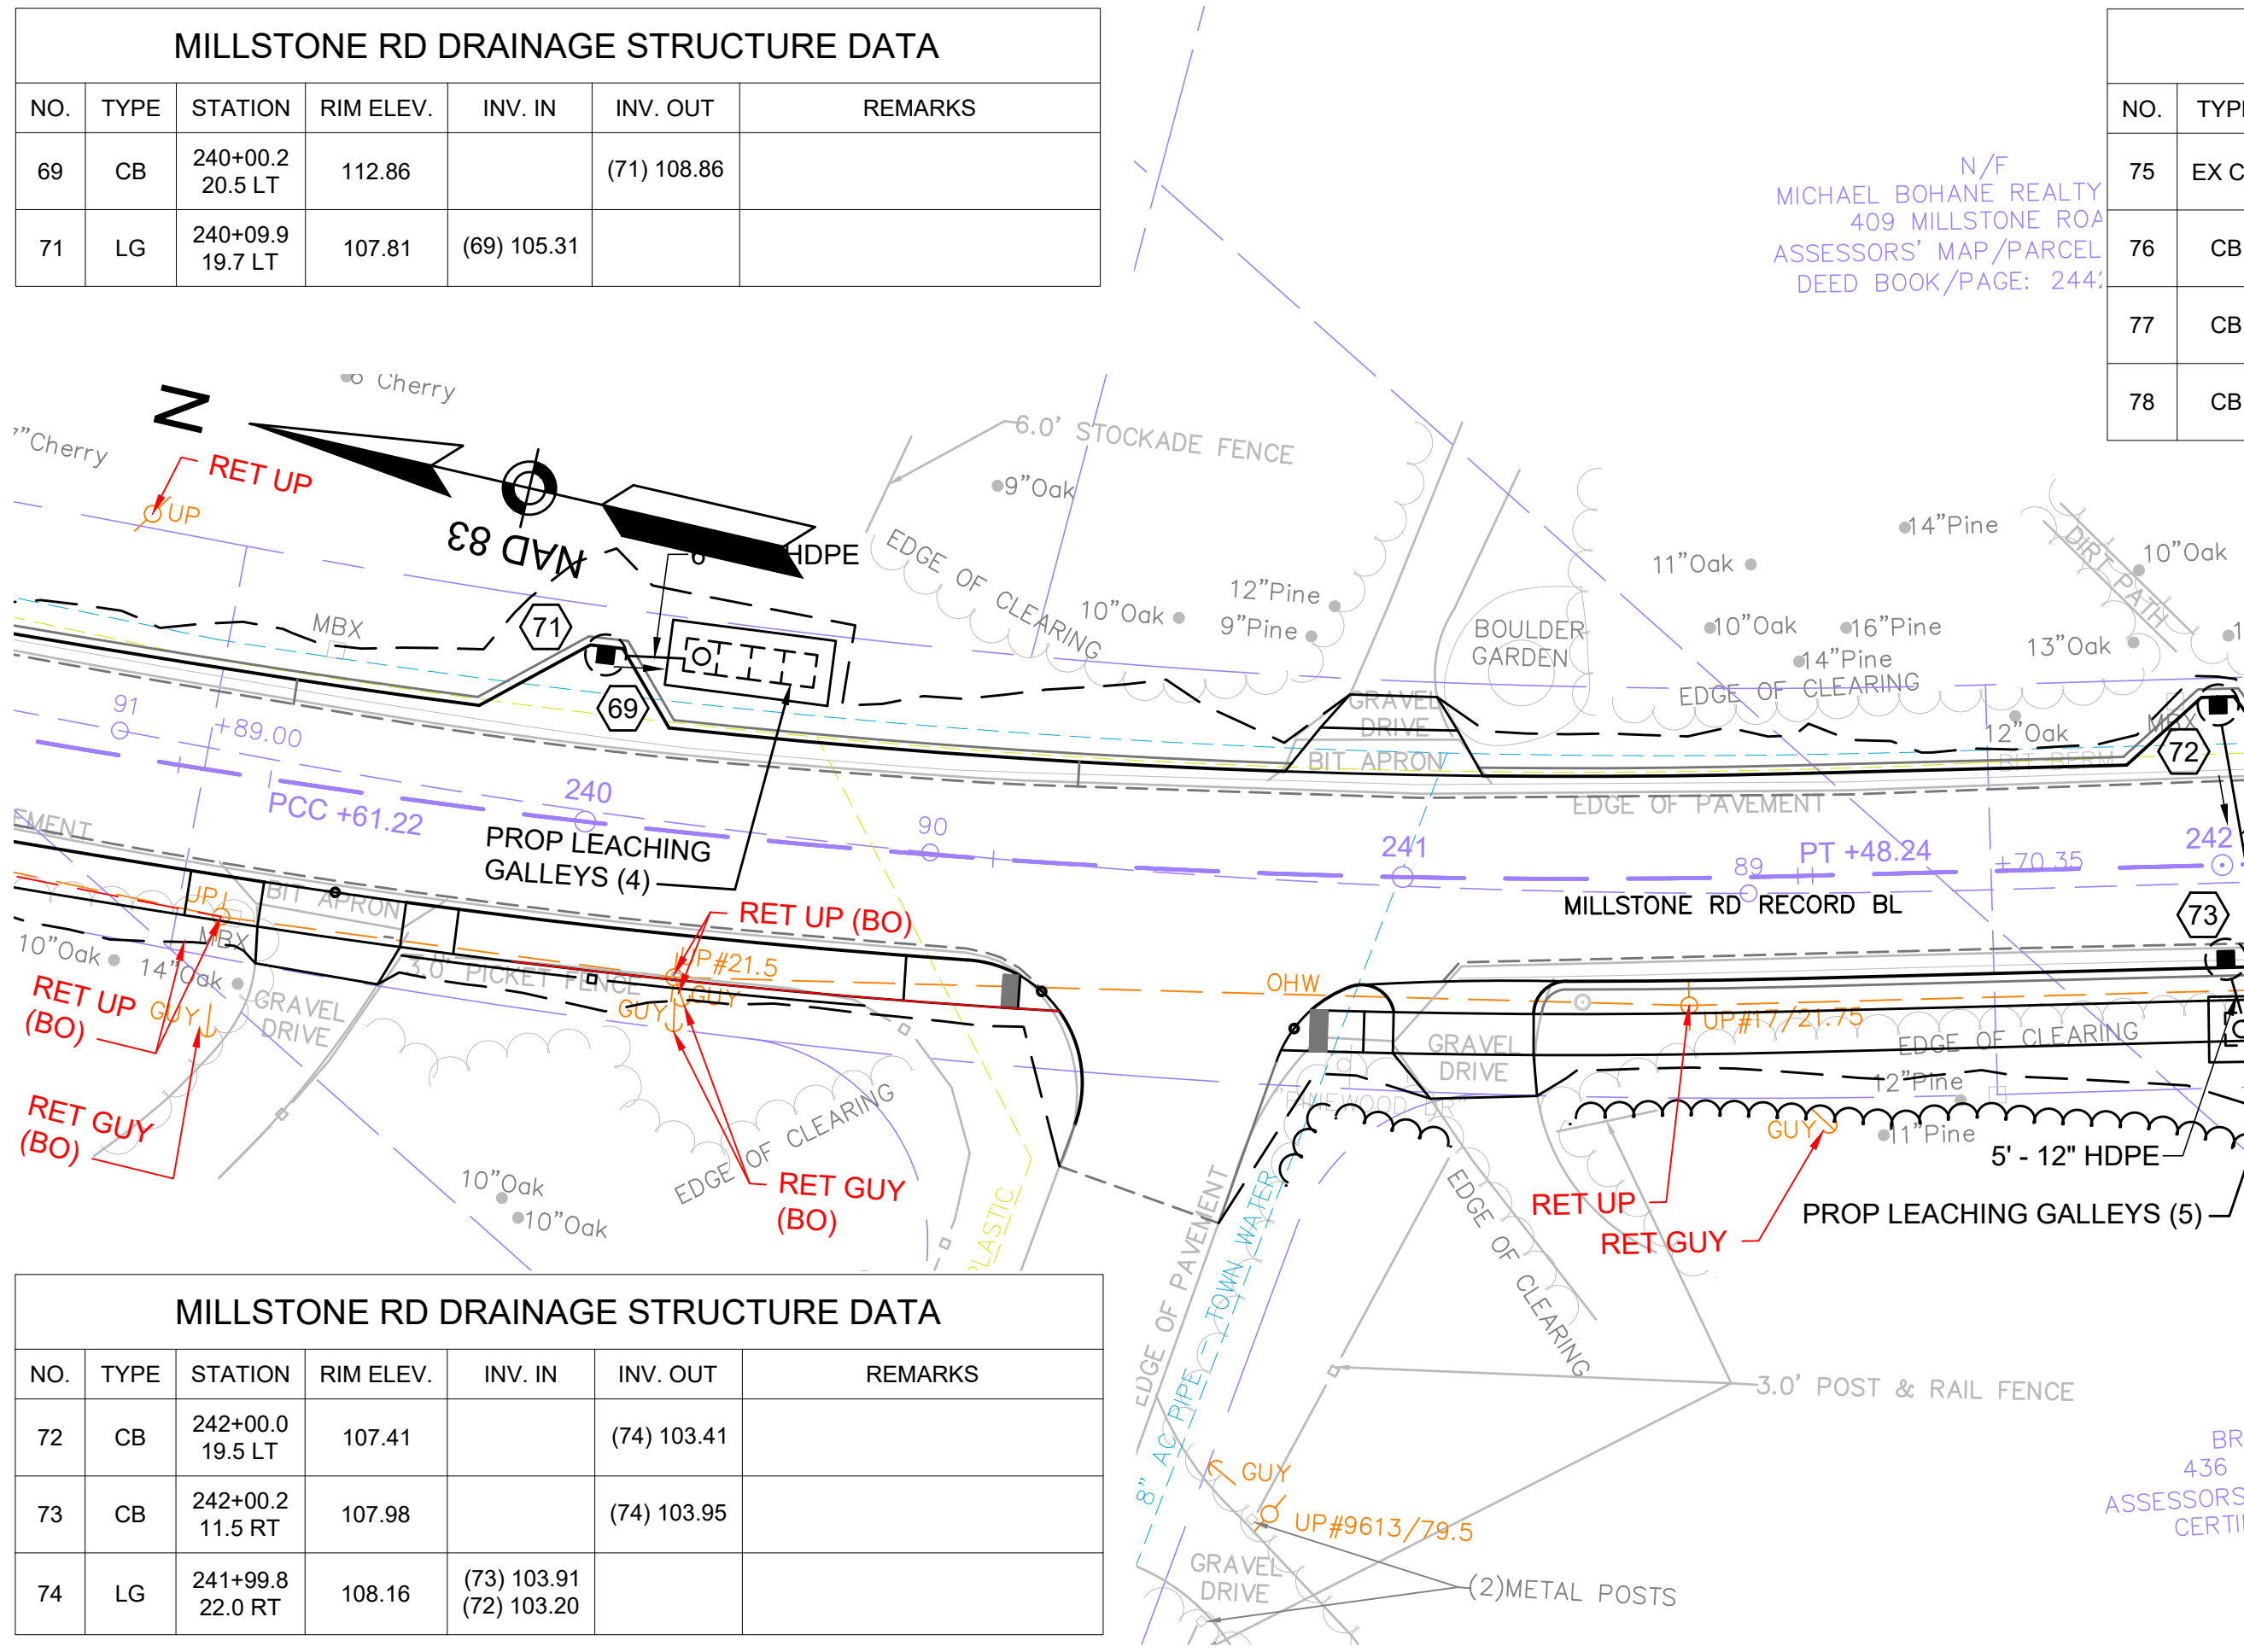 MILLSTONE RD DRAINAGE STRUCTURE DATA
NO. TYPE STATION RIM ELEV. INV. IN INV. OUT REMARKS
69 CB 240+00.2 20.5 LT 112.86 (71) 108.86
71 LG 240+09.9 19.7 LT 107.81 (69) 105.31
NO.
75 EX
76 CB
77 CB
78 CB
N/F
MICHAEL BOHANE REALTY
409 MILLSTONE
ASSESSORS' MAP/PARCEL
DEED BOOK/PAGE:
6" Cherry
7"Cherry
N
NAD 83
RET UP
UP
HDPE
6.0' STOCKADE FENCE
9"Oak
EDGE OF CLEARING
10"Oak
12"Pine
9"Pine
BOULDER
GARDEN
11"Oak
14"Pine
10"Oak
16"Pine
14"Pine
13"Oak
DIRT PATH
10"Oak
EDGE OF CLEARING
12"Oak
MBX
BIT BERM
72
MBX
71
69
GRAVEL
DRIVE
BIT APRON
EDGE OF PAVEMENT
91
+89.00
PCC +61.22
240
90
241
89
PT +48.24
+70.35
242
MILLSTONE RD RECORD BL
73
PROP LEACHING
GALLEYS (4)
BIT APRON
MBX
10"Oak
14"Oak
GUY
GRAVEL
DRIVE
3.0' PICKET FENCE
RET UP
(BO)
RET GUY
(BO)
RET UP (BO)
UP#21.5
GUY
GUY
RET GUY
(BO)
EDGE OF CLEARING
10"Oak
10"Oak
PLASTIC
OHW
GRAVEL
DRIVE
"PINEWOOD DR"
UP#17/21.75
EDGE OF CLEARING
12"Pine
11"Pine
GUY
RET UP
RET GUY
5' - 12" HDPE
PROP LEACHING GALLEYS (5)
EDGE OF PAVEMENT
8" AC PIPE - TOWN WATER
EDGE OF CLEARING
3.0' POST & RAIL FENCE
GUY
UP#9613/79.5
GRAVEL
DRIVE
(2)METAL POSTS
436
ASSESSORS
MILLSTONE RD DRAINAGE STRUCTURE DATA
NO. TYPE STATION RIM ELEV. INV. IN INV. OUT REMARKS
72 CB 242+00.0 19.5 LT 107.41 (74) 103.41
73 CB 242+00.2 11.5 RT 107.98 (74) 103.95
74 LG 241+99.8 22.0 RT 108.16 (73) 103.91 (72) 103.20